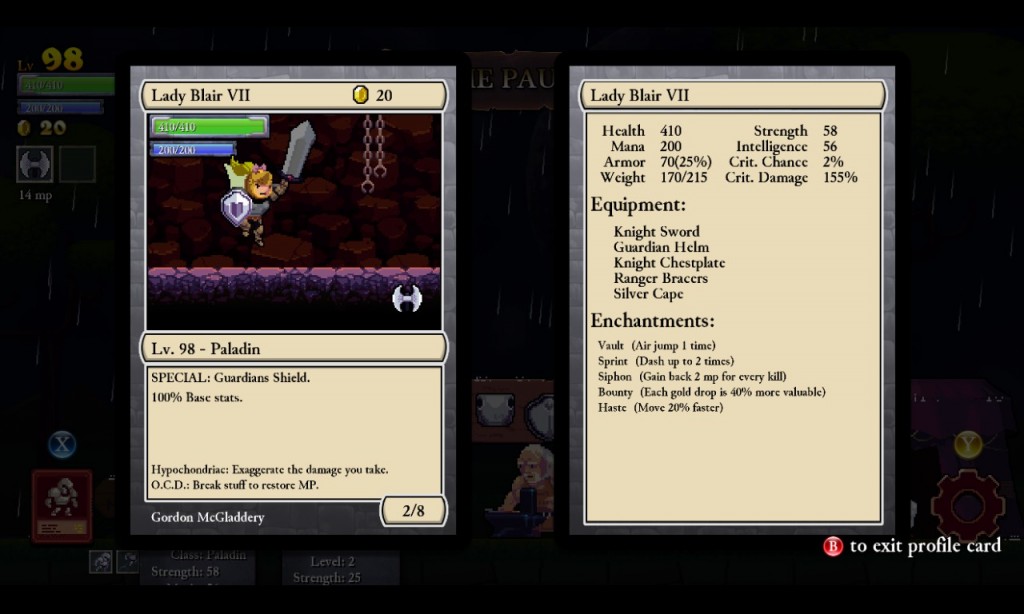 Lv 98
410/410
200/200
20
14 mp
E PAU
Lady Blair VII 20
410/410
200/200
Lv. 98 - Paladin
SPECIAL: Guardians Shield.
100% Base stats.
Hypochondriac: Exaggerate the damage you take.
O.C.D.: Break stuff to restore MP.
Gordon McGladdery
2/8
Lady Blair VII
Health 410 Strength 58
Mana 200 Intelligence 56
Armor 70(25%) Crit. Chance 2%
Weight 170/215 Crit. Damage 155%
Equipment:
Knight Sword
Guardian Helm
Knight Chestplate
Ranger Bracers
Silver Cape
Enchantments:
Vault (Air jump 1 time)
Sprint (Dash up to 2 times)
Siphon (Gain back 2 mp for every kill)
Bounty (Each gold drop is 40% more valuable)
Haste (Move 20% faster)
X
Y
B to exit profile card
Class: Paladin
Strength: 58
Level: 2
Strength: 25